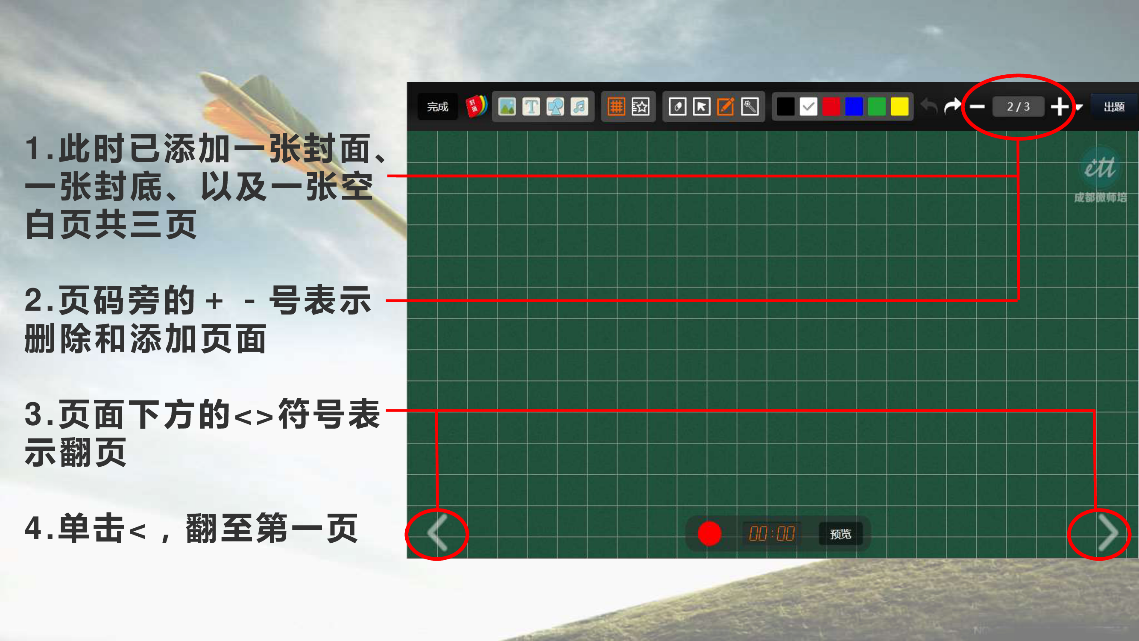 1.此时已添加一张封面、
一张封底、以及一张空
白页共三页
2.页码旁的＋ - 号表示
删除和添加页面
3.页面下方的<>符号表
示翻页
4.单击<，翻至第一页
完成
封面
T
2/3
出题
itt
成都微师培
00:00
预览